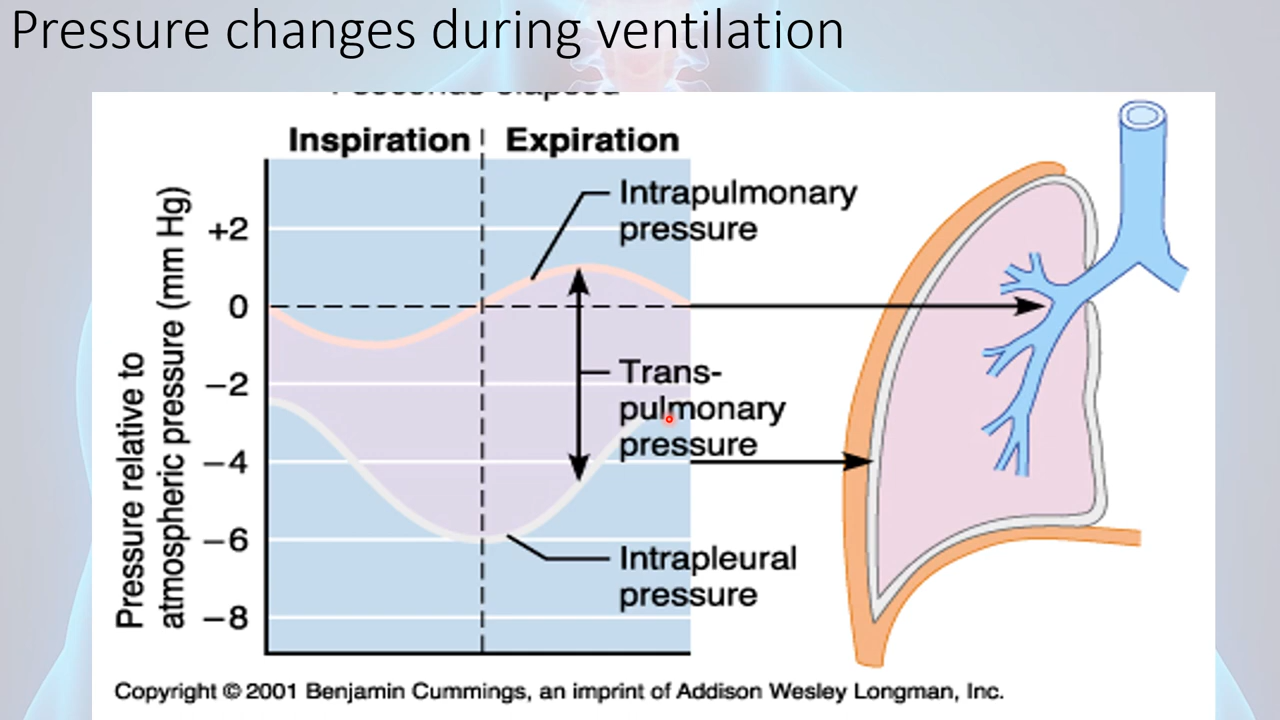 Pressure changes during ventilation
Inspiration
Expiration
Pressure relative to
atmospheric pressure (mm Hg)
+2
0
−2
−4
−6
−8
Intrapulmonary
pressure
Trans-
pulmonary
pressure
Intrapleural
pressure
Copyright © 2001 Benjamin Cummings, an imprint of Addison Wesley Longman, Inc.